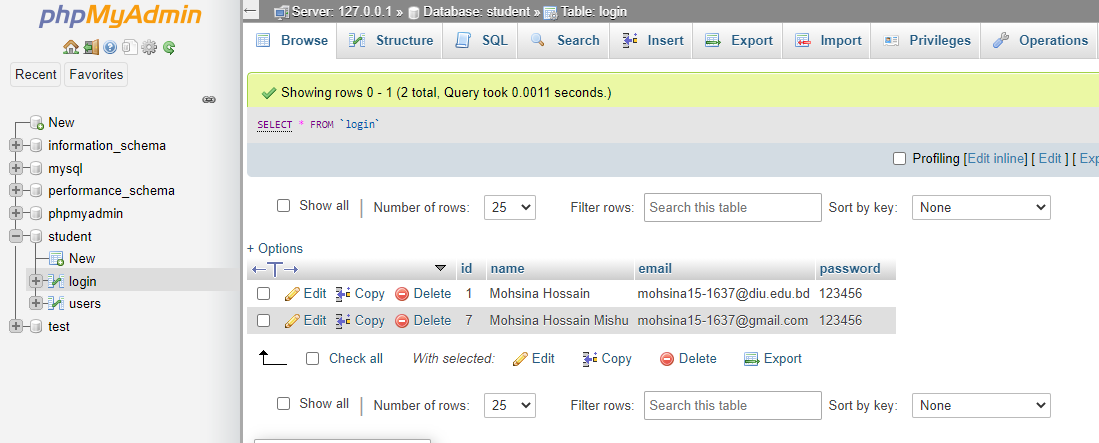 phpMyAdmin
Recent Favorites
New
information_schema
mysql
performance_schema
phpmyadmin
student
New
login
users
test
Server: 127.0.0.1 » Database: student » Table: login
Browse Structure SQL Search Insert Export Import Privileges Operations
Showing rows 0 - 1 (2 total, Query took 0.0011 seconds.)
SELECT * FROM `login`
Profiling [Edit inline] [ Edit ] [ Exp
Show all | Number of rows: 25 Filter rows: Search this table Sort by key: None
+ Options
←T→ id name email password
Edit Copy Delete 1 Mohsina Hossain mohsina15-1637@diu.edu.bd 123456
Edit Copy Delete 7 Mohsina Hossain Mishu mohsina15-1637@gmail.com 123456
Check all With selected: Edit Copy Delete Export
Show all | Number of rows: 25 Filter rows: Search this table Sort by key: None